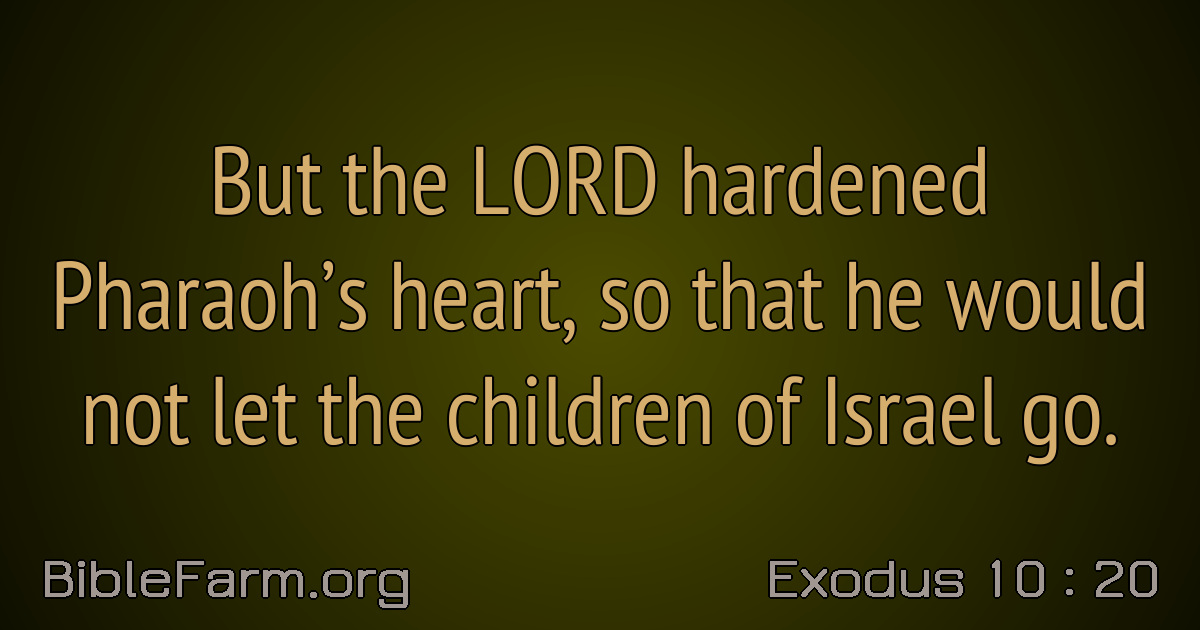 But the LORD hardened
Pharaoh’s heart, so that he would
not let the children of Israel go.
BibleFarm.org
Exodus 10 : 20